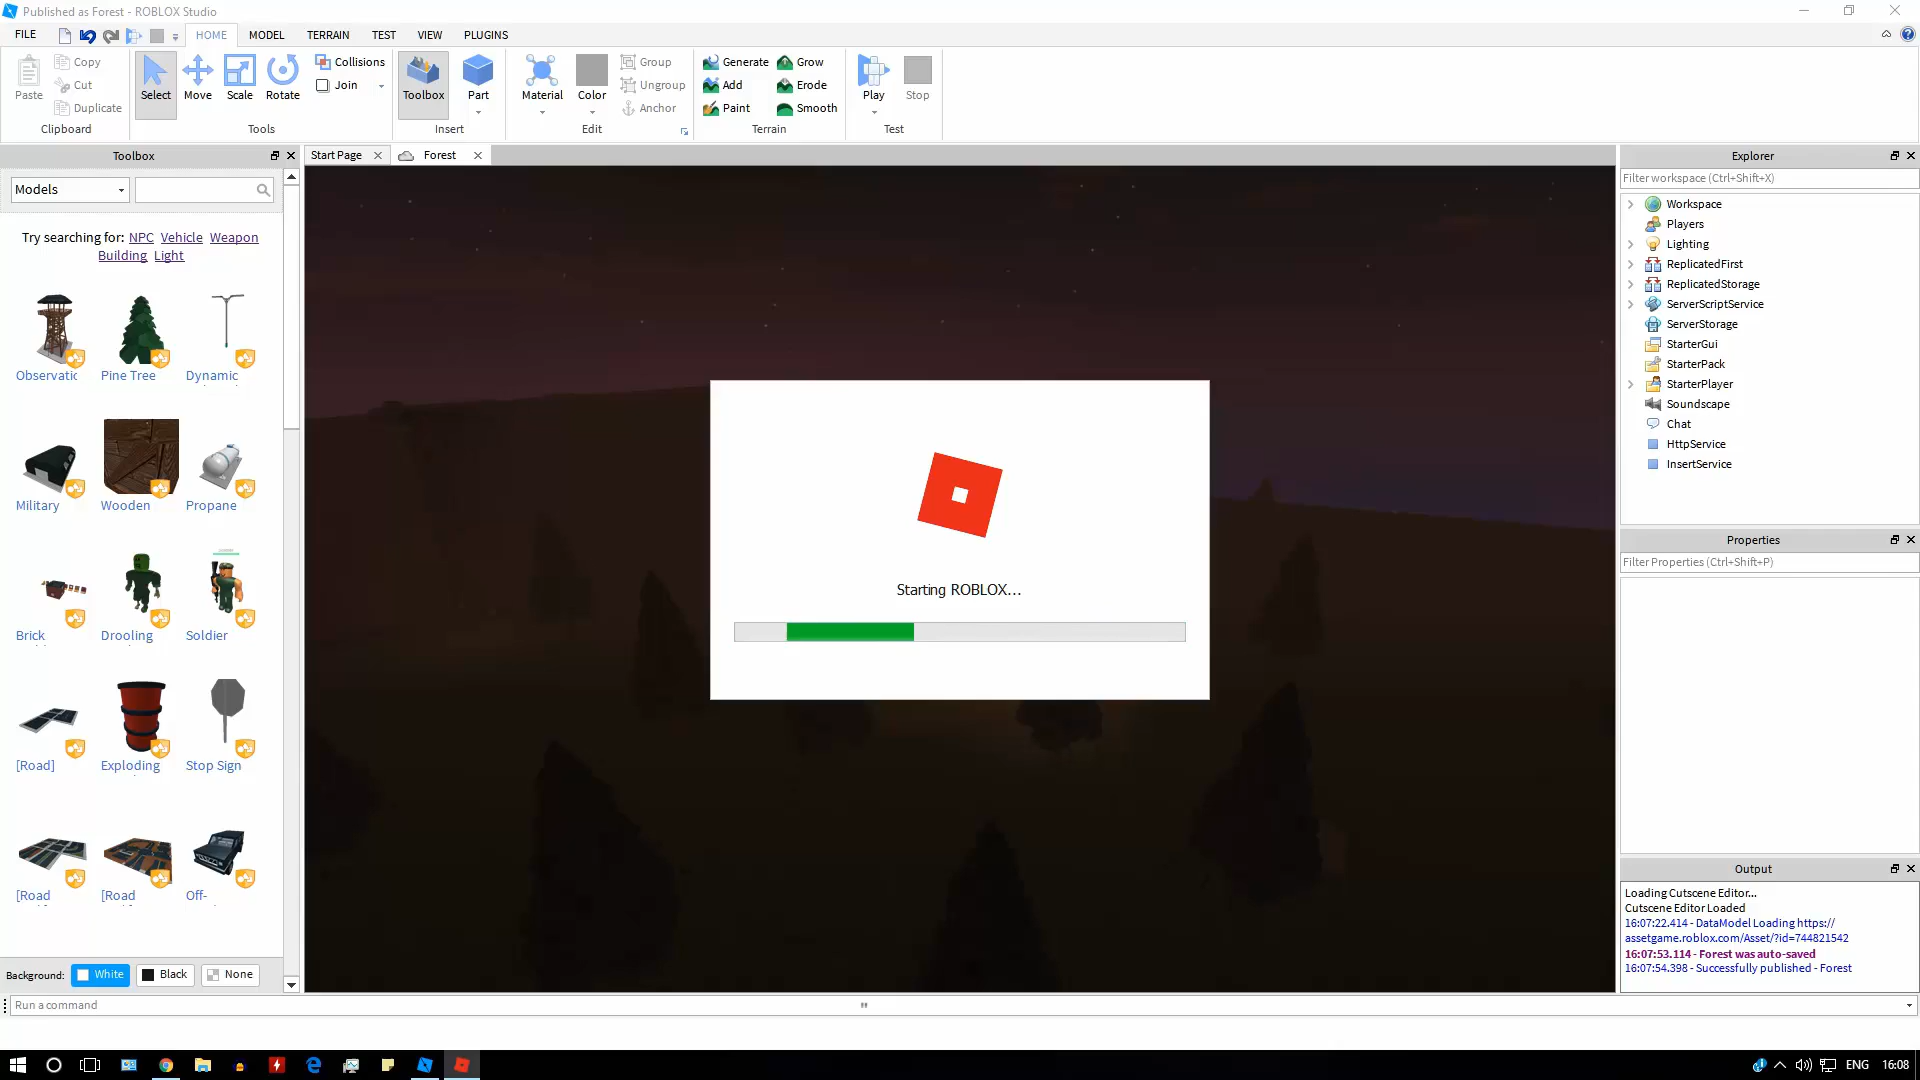 Published as Forest - ROBLOX Studio
FILE
HOME
MODEL
TERRAIN
TEST
VIEW
PLUGINS
Paste
Copy
Cut
Duplicate
Clipboard
Select
Move
Scale
Rotate
Collisions
Join
Tools
Toolbox
Part
Insert
Material
Color
Group
Ungroup
Anchor
Edit
Generate
Add
Paint
Grow
Erode
Smooth
Terrain
Play
Stop
Test
Toolbox
Models
Try searching for: NPC Vehicle Weapon
Building Light
Pine Tree
Dynamic
Military
Wooden
Propane
Brick
Drooling
Soldier
[Road]
Exploding
Stop Sign
[Road
[Road
Off-
Background:
White
Black
None
Start Page
Forest
Starting ROBLOX...
Explorer
Filter workspace (Ctrl+Shift+X)
Workspace
Players
Lighting
ReplicatedFirst
ReplicatedStorage
ServerScriptService
ServerStorage
StarterGui
StarterPack
StarterPlayer
Soundscape
Chat
HttpService
InsertService
Properties
Filter Properties (Ctrl+Shift+P)
Output
Loading Cutscene Editor...
Cutscene Editor Loaded
16:07:22.414 - DataModel Loading https://
assetgame.roblox.com/Asset/?id=744821542
16:07:53.114 - Forest was auto-saved
16:07:54.398 - Successfully published - Forest
Run a command
ENG
16:08